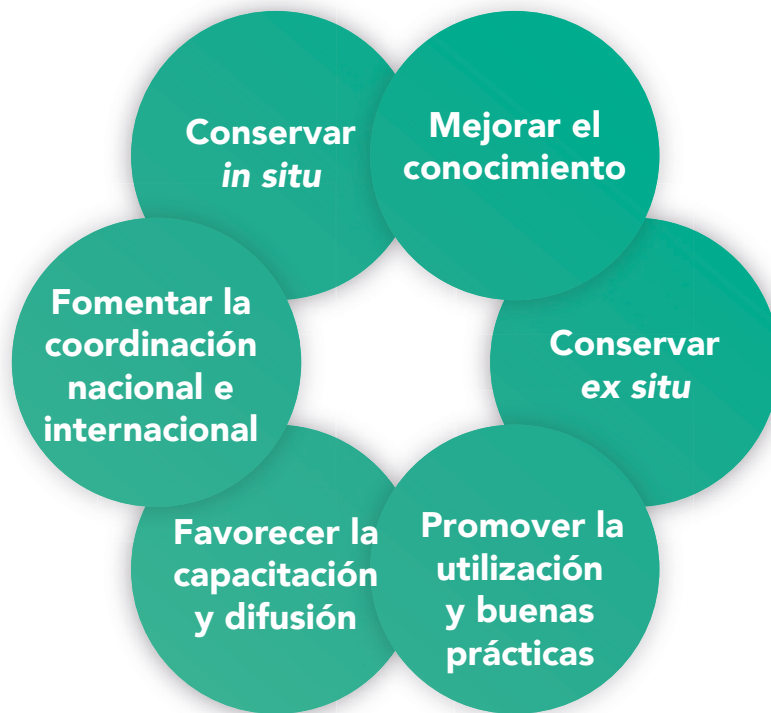 Conservar
in situ
Mejorar el
conocimiento
Fomentar la
coordinación
nacional e
internacional
Conservar
ex situ
Favorecer la
capacitación
y difusión
Promover la
utilización
y buenas
prácticas